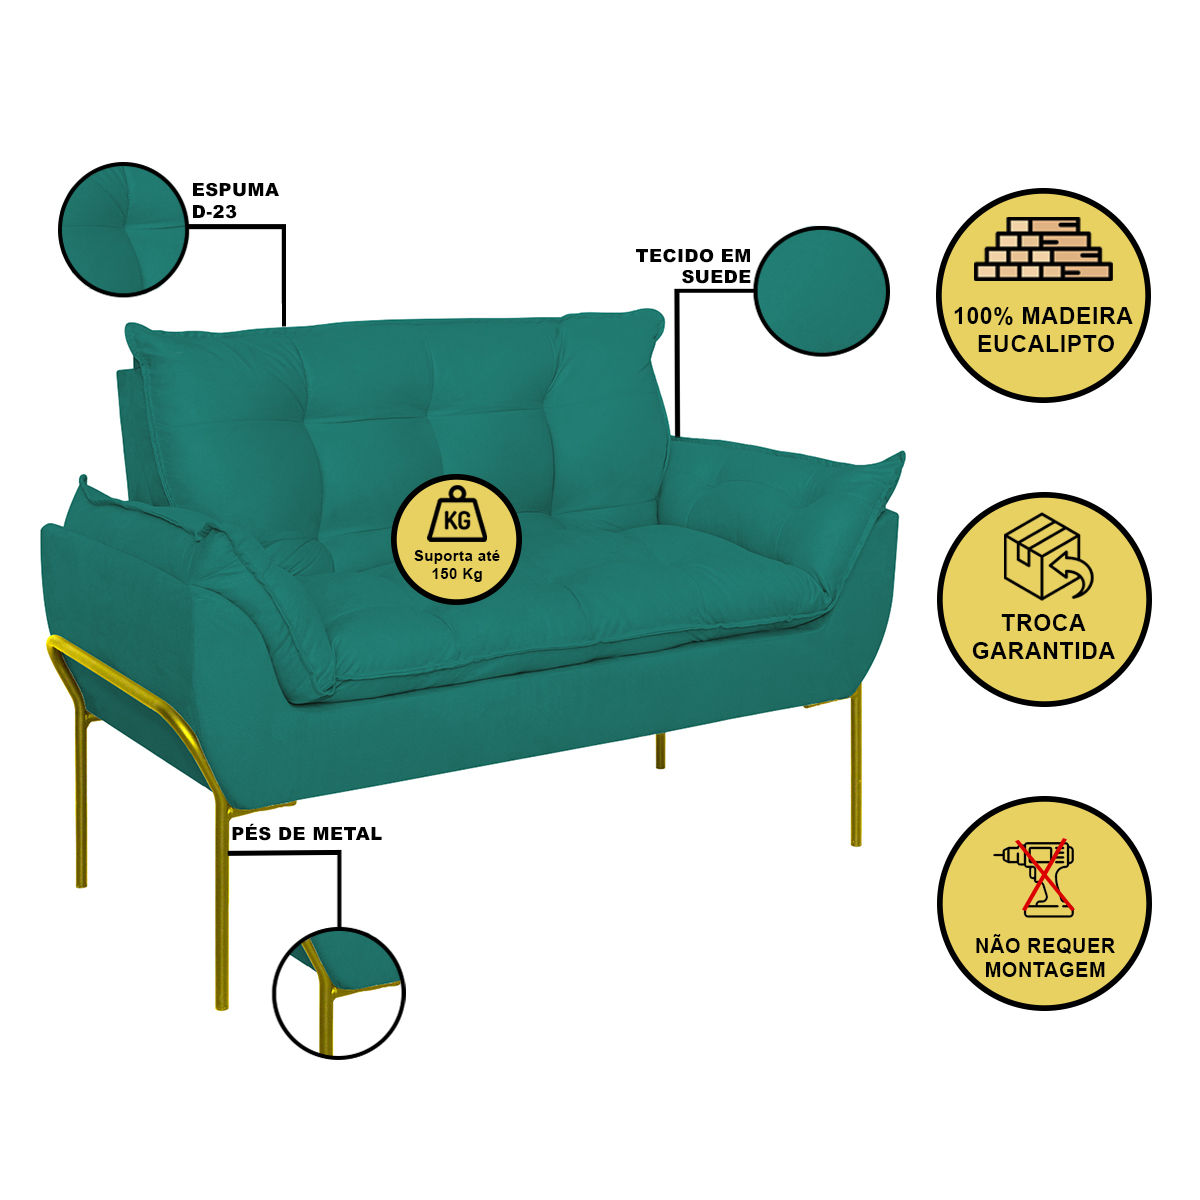 ESPUMA
D-23
TECIDO EM
SUEDE
100% MADEIRA
EUCALIPTO
KG
Suporta até
150 Kg
TROCA
GARANTIDA
PÉS DE METAL
NÃO REQUER
MONTAGEM